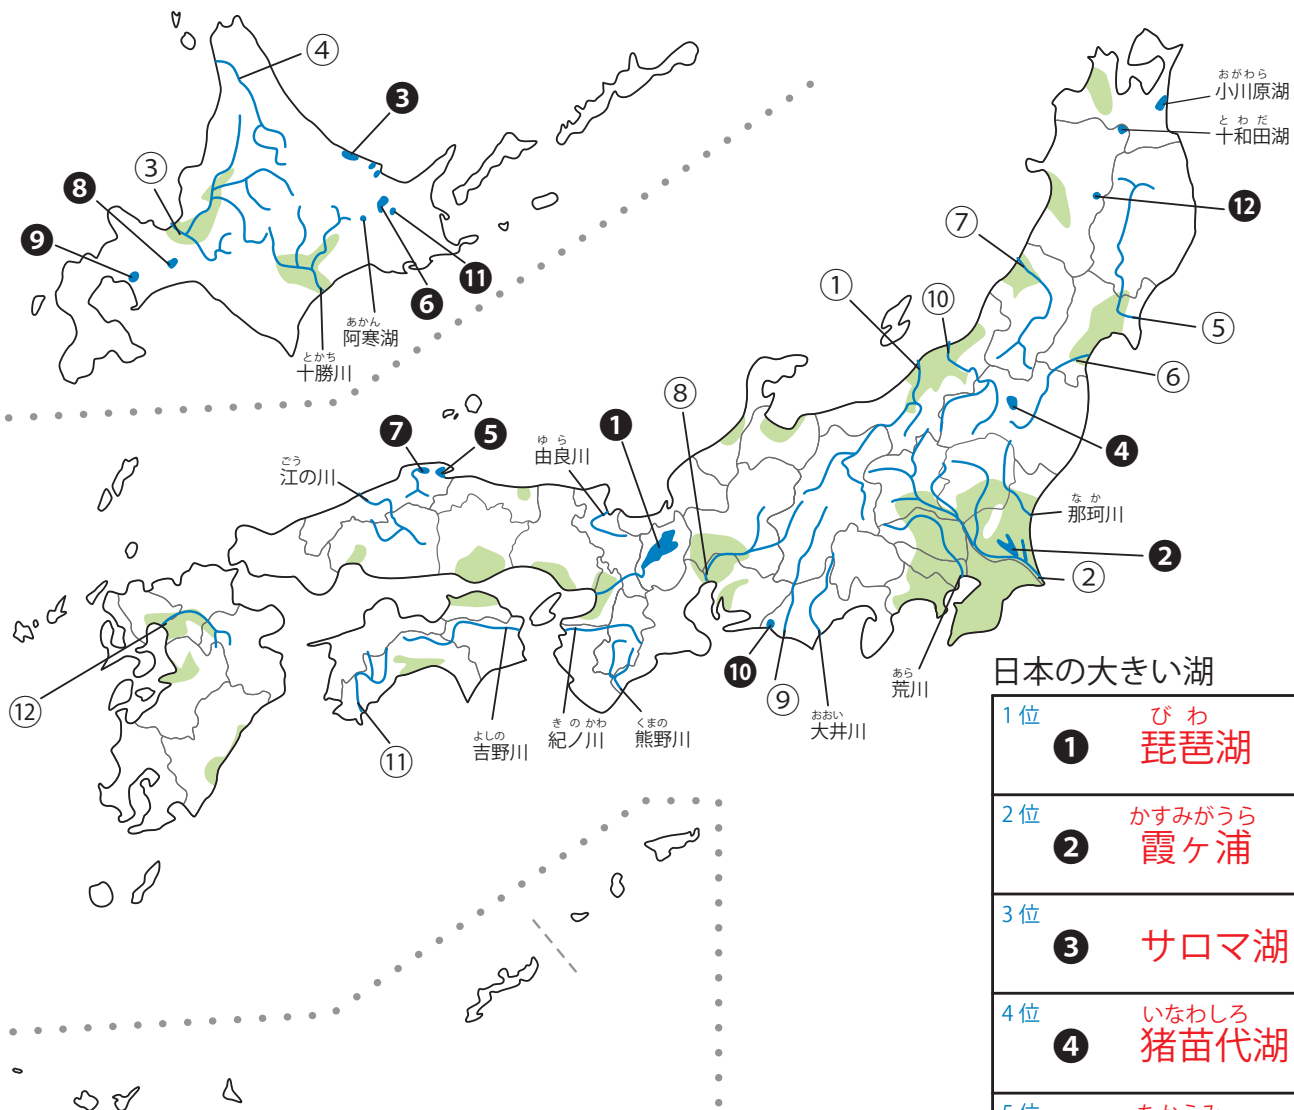 ④
❸
③
❽
❾
⓫
❻
あかん
阿寒湖
とかち
十勝川
おがわら
小川原湖
とわだ
十和田湖
⓬
⑦
①
⑩
⑤
⑥
⑧
❹
❼
❺
❶
ゆら
由良川
ごう
江の川
なか
那珂川
❷
②
⑫
⑪
よしの
吉野川
きのかわ
紀ノ川
くまの
熊野川
❿
⑨
おおい
大井川
あら
荒川
日本の大きい湖
1位
❶
びわ
琵琶湖
2位
❷
かすみがうら
霞ヶ浦
3位
❸
サロマ湖
4位
❹
いなわしろ
猪苗代湖